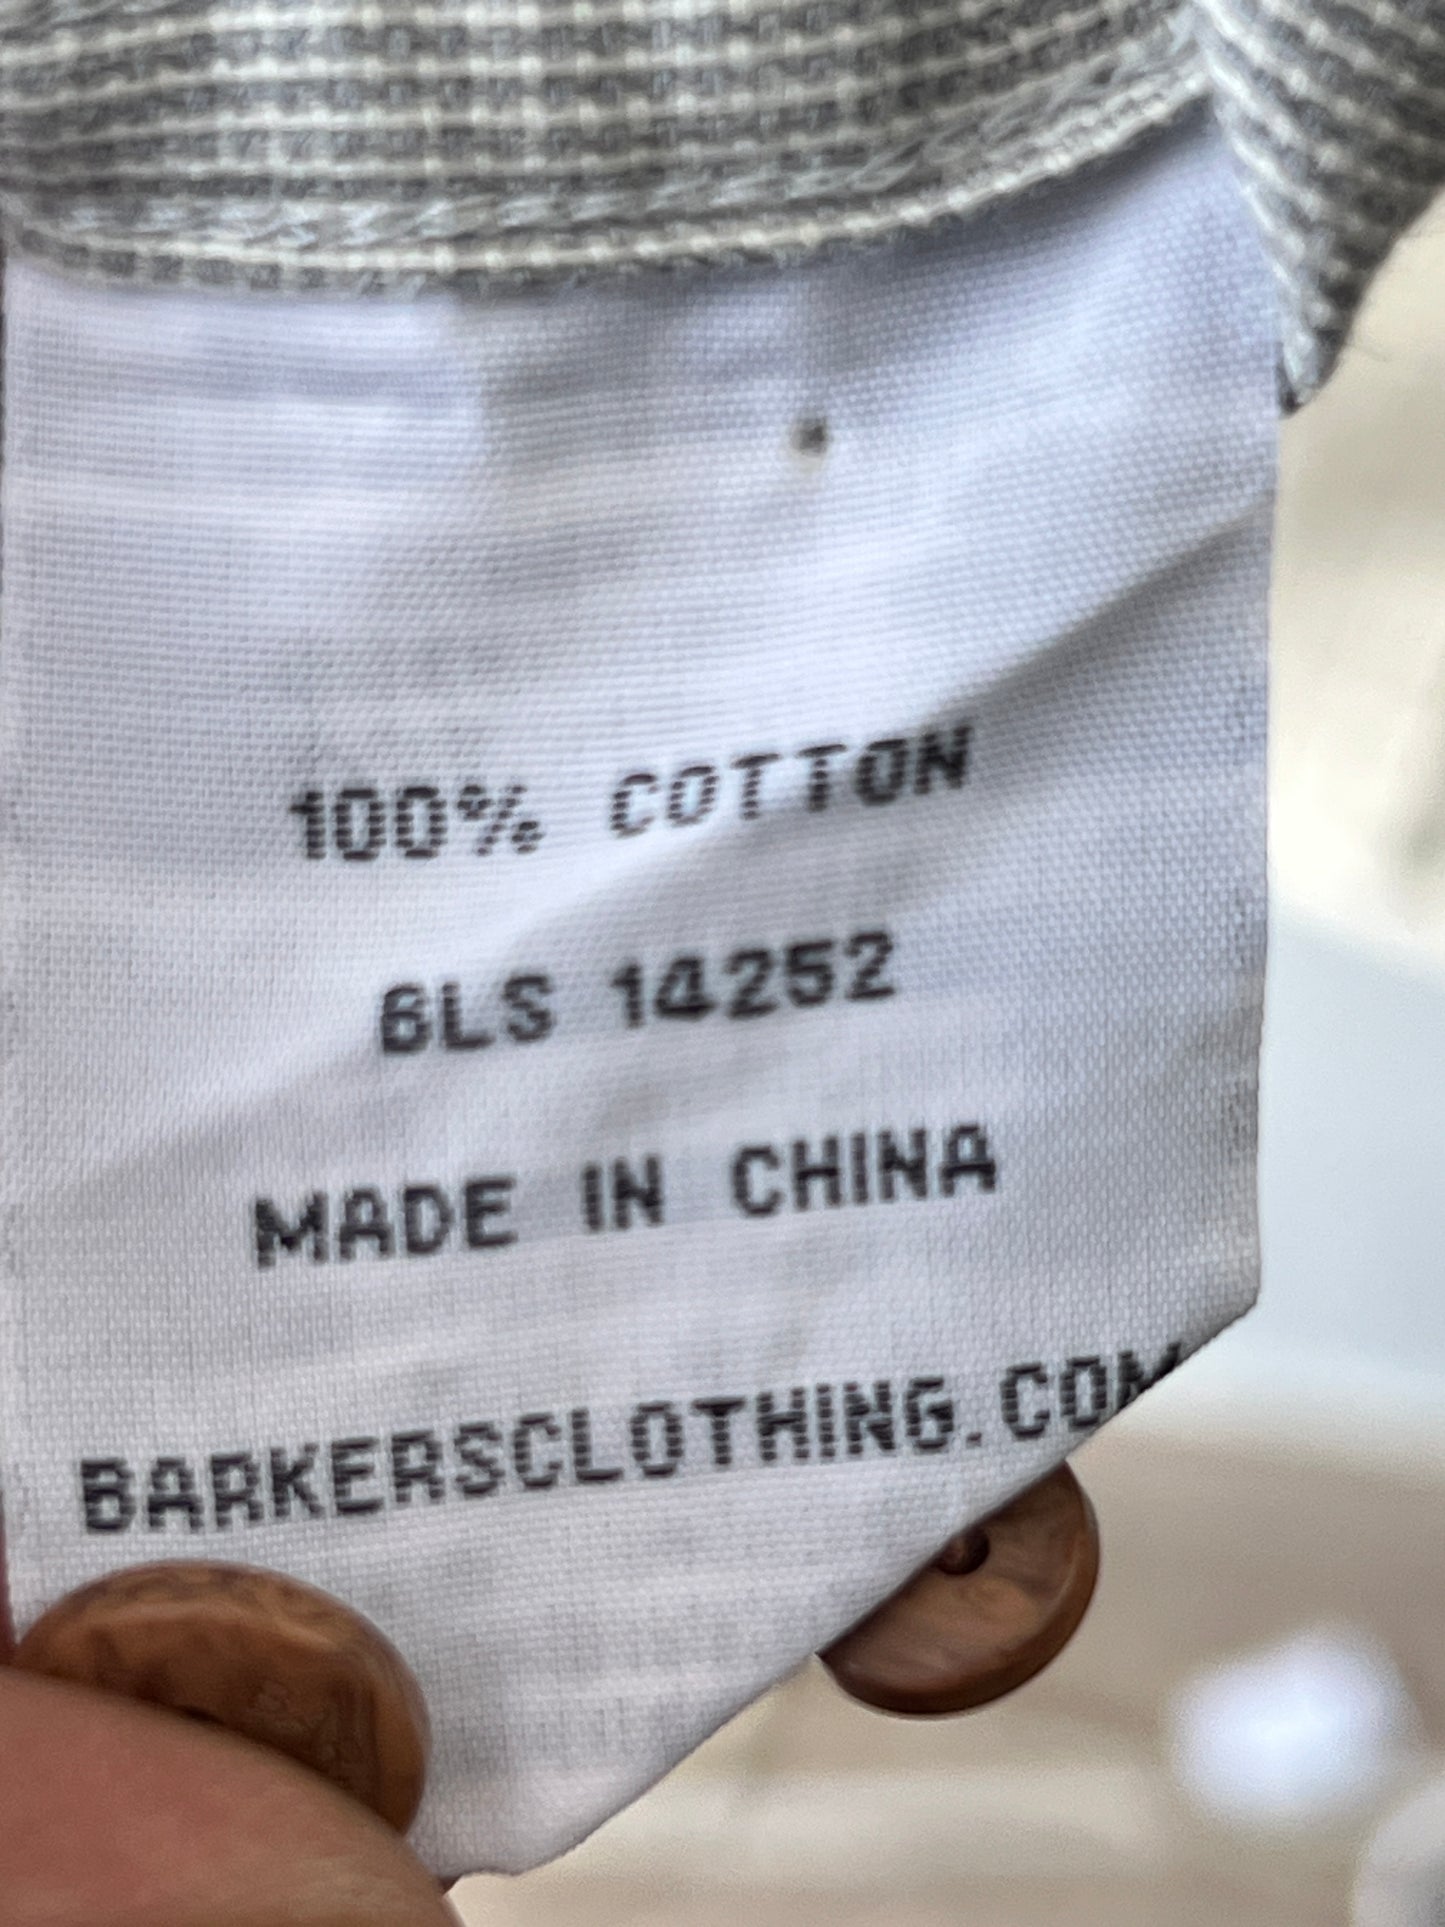 100% COTTON
6LS 14252
MADE IN CHINA
BARKERSCLOTHING.COM